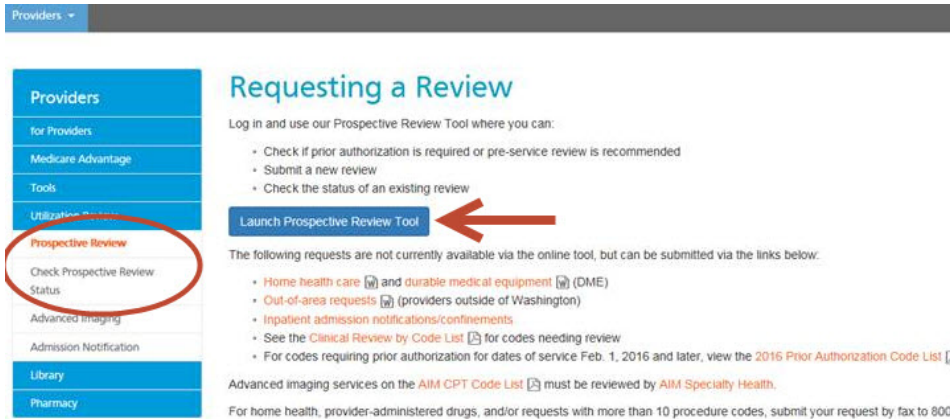 Providers
Providers
for Providers
Medicare Advantage
Tools
Utilization Review
Prospective Review
Check Prospective Review
Status
Advanced Imaging
Admission Notification
Library
Pharmacy
Requesting a Review
Log in and use our Prospective Review Tool where you can:
Check if prior authorization is required or pre-service review is recommended
Submit a new review
Check the status of an existing review
Launch Prospective Review Tool
The following requests are not currently available via the online tool, but can be submitted via the links below:
Home health care and durable medical equipment (DME)
Out-of-area requests (providers outside of Washington)
Inpatient admission notifications/confinements
See the Clinical Review by Code List for codes needing review
For codes requiring prior authorization for dates of service Feb. 1, 2016 and later, view the 2016 Prior Authorization Code List
Advanced imaging services on the AIM CPT Code List must be reviewed by AIM Specialty Health.
For home health, provider-administered drugs, and/or requests with more than 10 procedure codes, submit your request by fax to